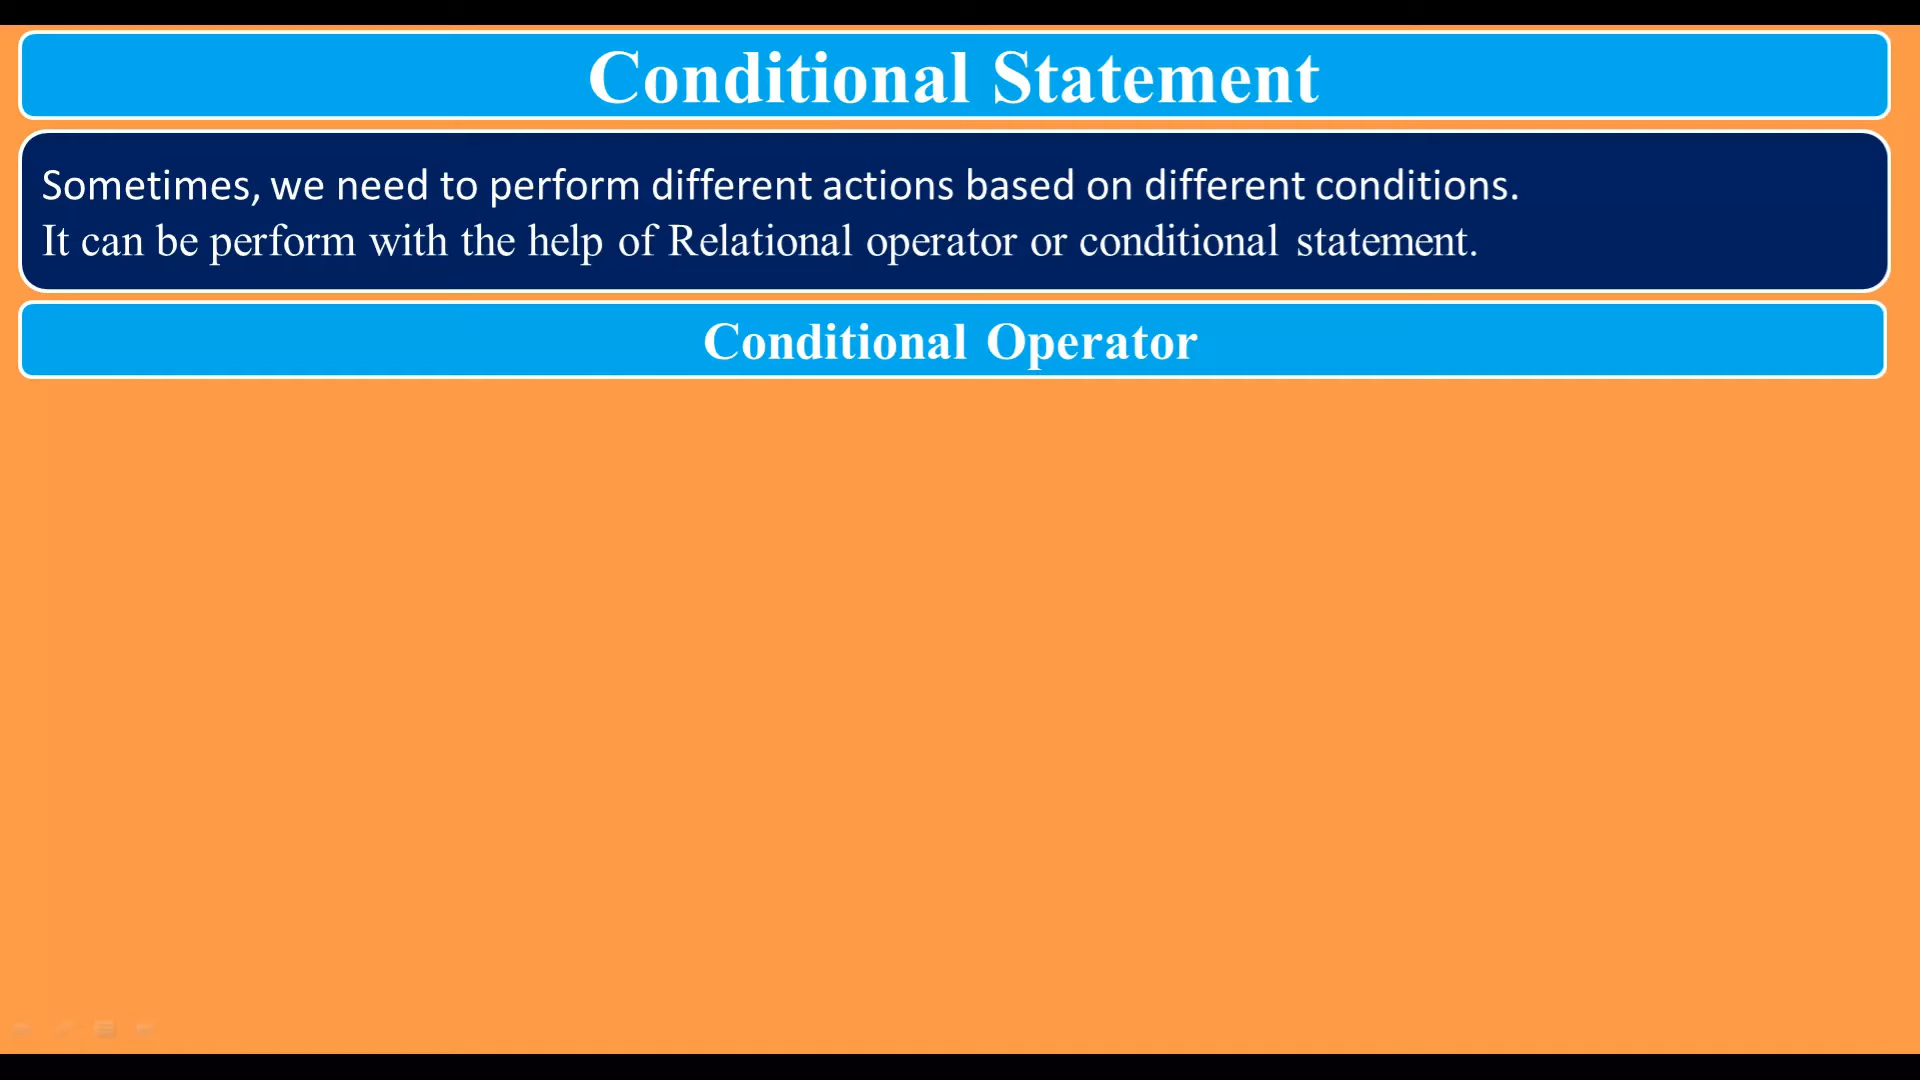 Conditional Statement
Sometimes, we need to perform different actions based on different conditions.
It can be perform with the help of Relational operator or conditional statement.
Conditional Operator